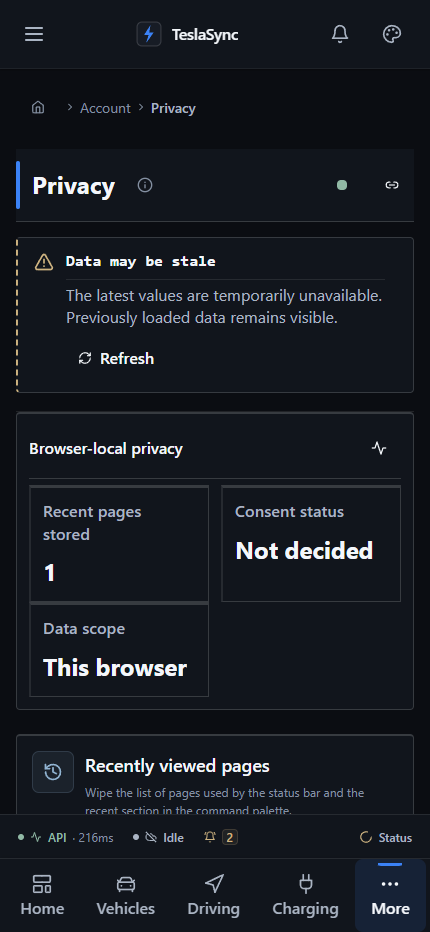 TeslaSync
Account
Privacy
Privacy
Data may be stale
The latest values are temporarily unavailable.
Previously loaded data remains visible.
Refresh
Browser-local privacy
Recent pages
stored
1
Consent status
Not decided
Data scope
This browser
Recently viewed pages
Wipe the list of pages used by the status bar and the
recent section in the command palette.
API · 216ms
Idle
2
Status
Home
Vehicles
Driving
Charging
More